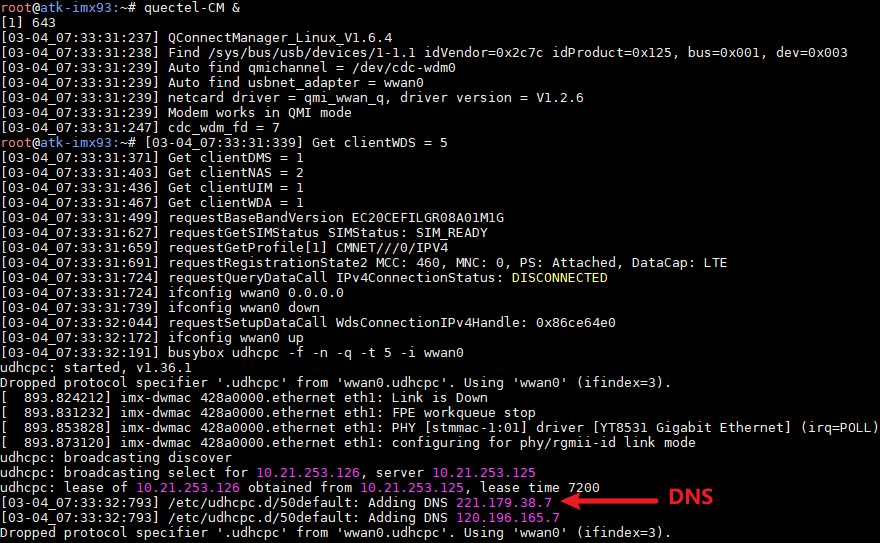 root@atk-imx93:~# quectel-CM &
[1] 643
[03-04_07:33:31:237] QConnectManager_Linux_V1.6.4
[03-04_07:33:31:238] Find /sys/bus/usb/devices/1-1.1 idVendor=0x2c7c idProduct=0x125, bus=0x001, dev=0x003
[03-04_07:33:31:239] Auto find qmichannel = /dev/cdc-wdm0
[03-04_07:33:31:239] Auto find usbnet_adapter = wwan0
[03-04_07:33:31:239] netcard driver = qmi_wwan_q, driver version = V1.2.6
[03-04_07:33:31:239] Modem works in QMI mode
[03-04_07:33:31:247] cdc_wdm_fd = 7
root@atk-imx93:~# [03-04_07:33:31:339] Get clientWDS = 5
[03-04_07:33:31:371] Get clientDMS = 1
[03-04_07:33:31:403] Get clientNAS = 2
[03-04_07:33:31:436] Get clientUIM = 1
[03-04_07:33:31:467] Get clientWDA = 1
[03-04_07:33:31:499] requestBaseBandVersion EC20CEFILGR08A01M1G
[03-04_07:33:31:627] requestGetSIMStatus SIMStatus: SIM_READY
[03-04_07:33:31:659] requestGetProfile[1] CMNET///0/IPV4
[03-04_07:33:31:691] requestRegistrationState2 MCC: 460, MNC: 0, PS: Attached, DataCap: LTE
[03-04_07:33:31:724] requestQueryDataCall IPv4ConnectionStatus: DISCONNECTED
[03-04_07:33:31:724] ifconfig wwan0 0.0.0.0
[03-04_07:33:31:739] ifconfig wwan0 down
[03-04_07:33:32:044] requestSetupDataCall WdsConnectionIPv4Handle: 0x86ce64e0
[03-04_07:33:32:172] ifconfig wwan0 up
[03-04_07:33:32:191] busybox udhcpc -f -n -q -t 5 -i wwan0
udhcpc: started, v1.36.1
Dropped protocol specifier '.udhcpc' from 'wwan0.udhcpc'. Using 'wwan0' (ifindex=3).
[  893.824212] imx-dwmac 428a0000.ethernet eth1: Link is Down
[  893.831232] imx-dwmac 428a0000.ethernet eth1: FPE workqueue stop
[  893.853828] imx-dwmac 428a0000.ethernet eth1: PHY [stmmac-1:01] driver [YT8531 Gigabit Ethernet] (irq=POLL)
[  893.873120] imx-dwmac 428a0000.ethernet eth1: configuring for phy/rgmii-id link mode
udhcpc: broadcasting discover
udhcpc: broadcasting select for 10.21.253.126, server 10.21.253.125
udhcpc: lease of 10.21.253.126 obtained from 10.21.253.125, lease time 7200
[03-04_07:33:32:793] /etc/udhcpc.d/50default: Adding DNS 221.179.38.7
DNS
[03-04_07:33:32:793] /etc/udhcpc.d/50default: Adding DNS 120.196.165.7
Dropped protocol specifier '.udhcpc' from 'wwan0.udhcpc'. Using 'wwan0' (ifindex=3).